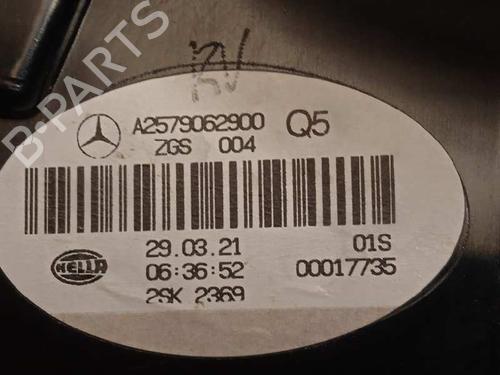 RV
B-PARTS
A2579062900 Q5
ZGS 004
29.03.21 01S
HELLA 06:36:52 00017735
2SK 2369